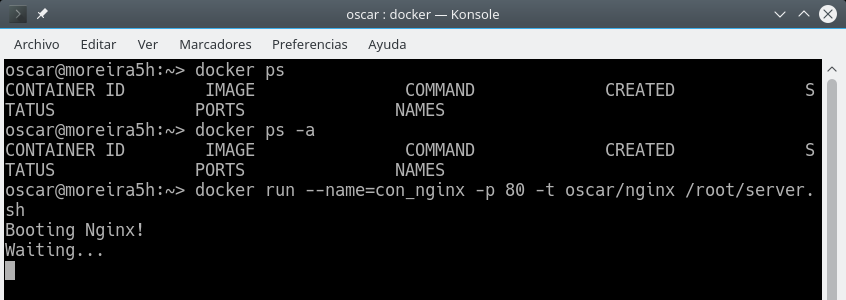 oscar : docker — Konsole
Archivo Editar Ver Marcadores Preferencias Ayuda
oscar@moreira5h:~> docker ps
CONTAINER ID        IMAGE               COMMAND             CREATED             S
TATUS              PORTS               NAMES
oscar@moreira5h:~> docker ps -a
CONTAINER ID        IMAGE               COMMAND             CREATED             S
TATUS              PORTS               NAMES
oscar@moreira5h:~> docker run --name=con_nginx -p 80 -t oscar/nginx /root/server.
sh
Booting Nginx!
Waiting...